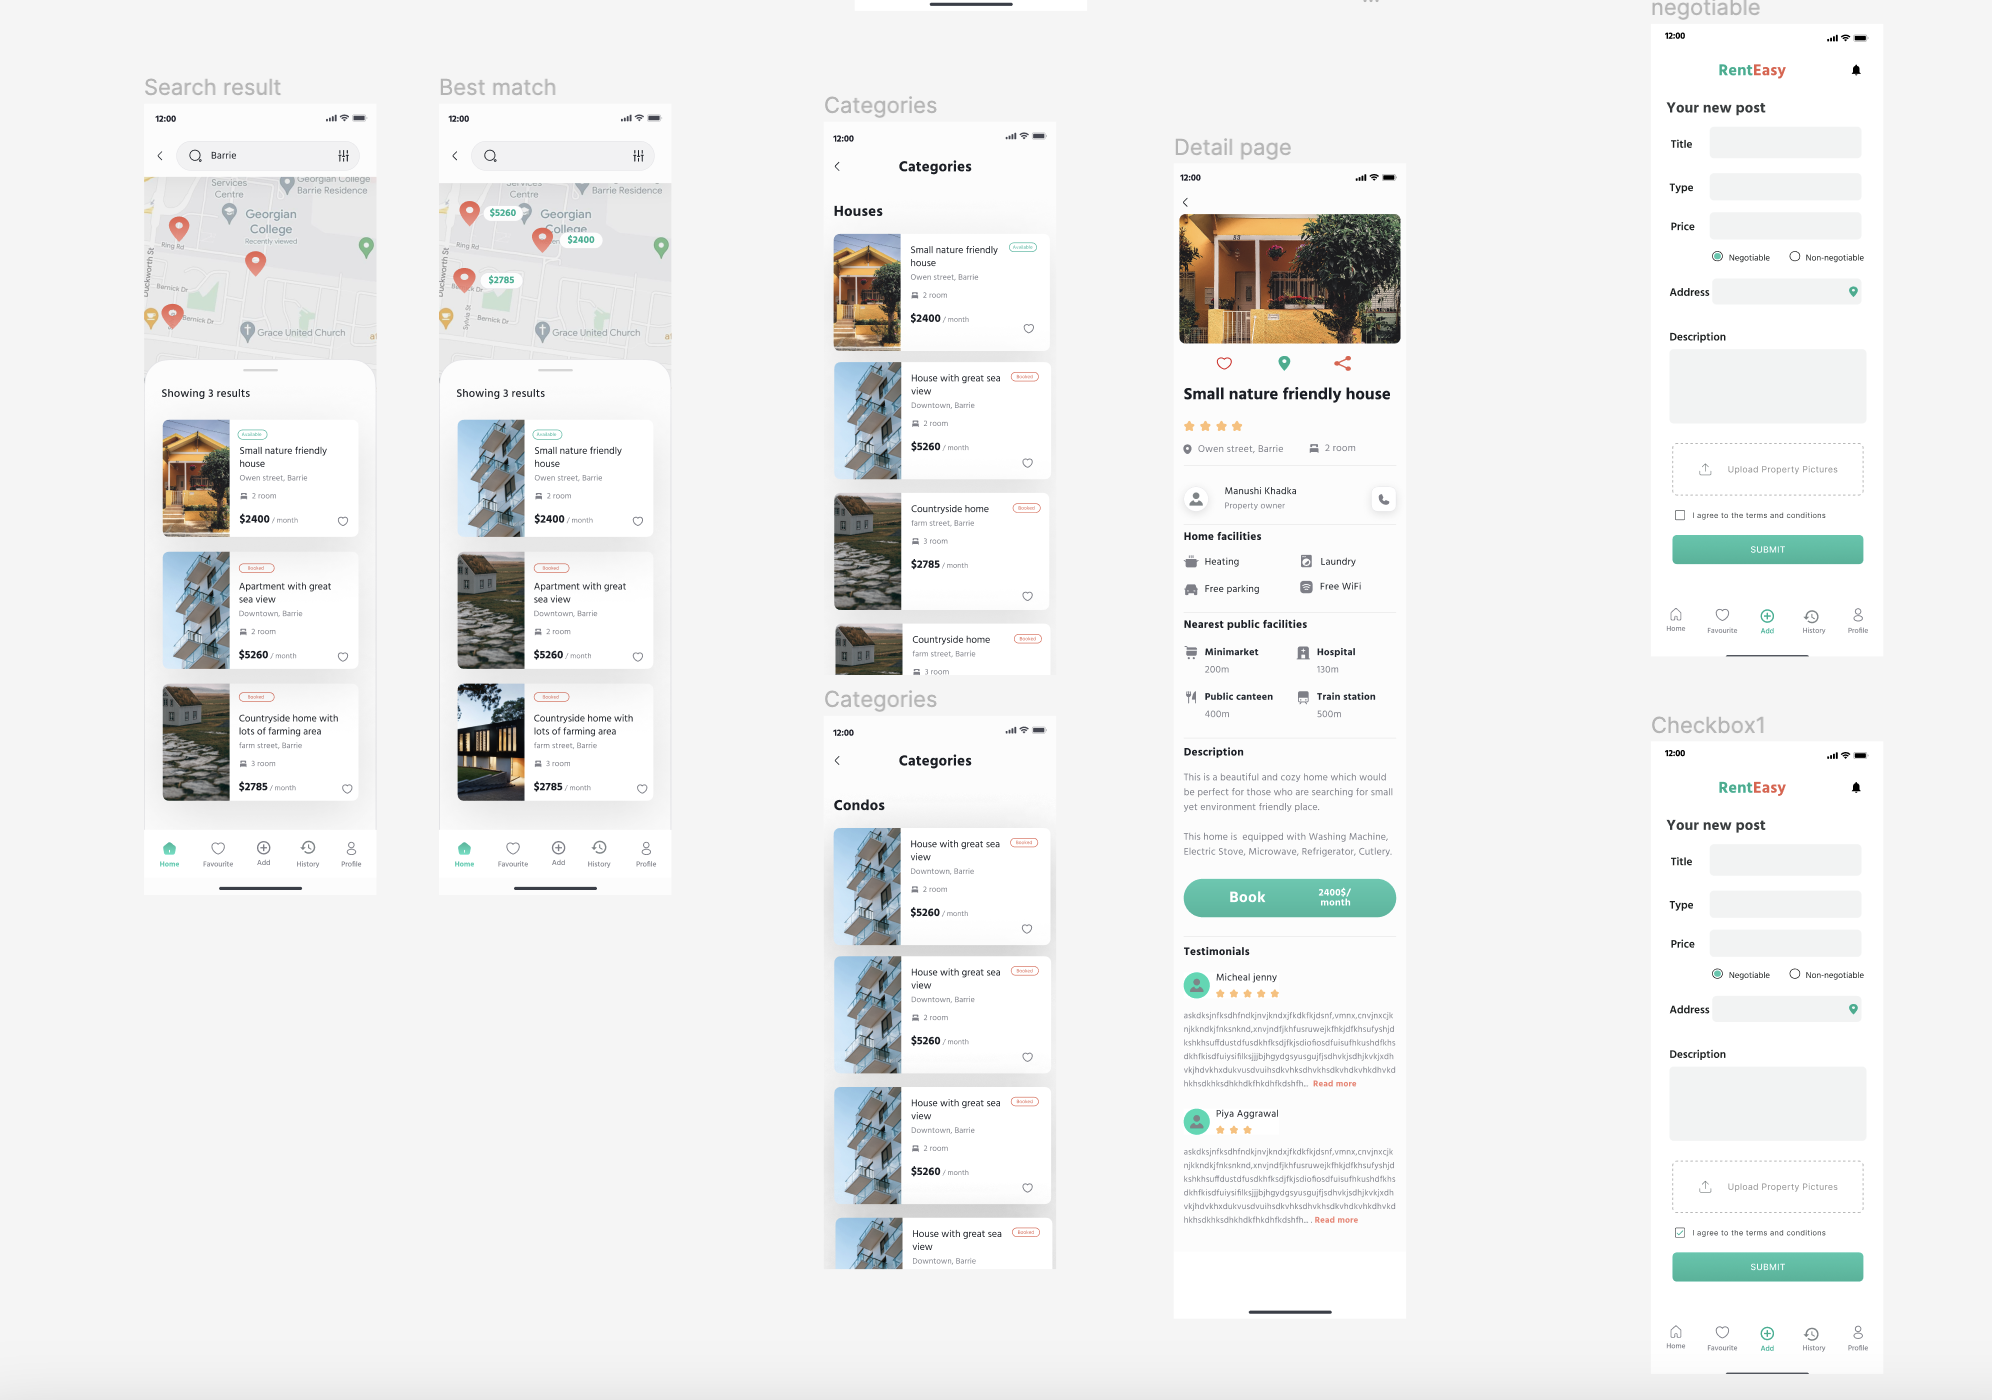 Search result
12:00
Barrie
Services
Centre
Georgian College
Barrie Residence
Georgian
College
Recently viewed
Ring Rd
Duckworth St
Bernick Dr
Bernick Dr
Grace United Church
Showing 3 results
Available
Small nature friendly
house
Owen street, Barrie
2 room
$2400 / month
Booked
Apartment with great
sea view
Downtown, Barrie
2 room
$5260 / month
Booked
Countryside home with
lots of farming area
farm street, Barrie
3 room
$2785 / month
Home
Favourite
Add
History
Profile
Best match
12:00
Services
Centre
Barrie Residence
$5260
Georgian
College
$2400
Ring Rd
Duckworth St
$2785
Bernick Dr
Sylvia St
Bernick Dr
Grace United Church
Showing 3 results
Available
Small nature friendly
house
Owen street, Barrie
2 room
$2400 / month
Booked
Apartment with great
sea view
Downtown, Barrie
2 room
$5260 / month
Booked
Countryside home with
lots of farming area
farm street, Barrie
3 room
$2785 / month
Home
Favourite
Add
History
Profile
Categories
12:00
Categories
Houses
Small nature friendly
house
Available
Owen street, Barrie
2 room
$2400 / month
House with great sea
view
Booked
Downtown, Barrie
2 room
$5260 / month
Countryside home
Booked
farm street, Barrie
3 room
$2785 / month
Countryside home
Booked
farm street, Barrie
3 room
Categories
12:00
Categories
Condos
House with great sea
view
Booked
Downtown, Barrie
2 room
$5260 / month
House with great sea
view
Booked
Downtown, Barrie
2 room
$5260 / month
House with great sea
view
Booked
Downtown, Barrie
2 room
$5260 / month
House with great sea
view
Booked
Downtown, Barrie
Detail page
12:00
53
Small nature friendly house
Owen street, Barrie
2 room
Manushi Khadka
Property owner
Home facilities
Heating
Laundry
Free parking
Free WiFi
Nearest public facilities
Minimarket
200m
Hospital
130m
Public canteen
400m
Train station
500m
Description
This is a beautiful and cozy home which would
be perfect for those who are searching for small
yet environment friendly place.
This home is equipped with Washing Machine,
Electric Stove, Microwave, Refrigerator, Cutlery.
Book
2400$/
month
Testimonials
Micheal jenny
Read more
Piya Aggrawal
Read more
negotiable
12:00
RentEasy
Your new post
Title
Type
Price
Negotiable
Non-negotiable
Address
Description
Upload Property Pictures
I agree to the terms and conditions
SUBMIT
Home
Favourite
Add
History
Profile
Checkbox1
12:00
RentEasy
Your new post
Title
Type
Price
Negotiable
Non-negotiable
Address
Description
Upload Property Pictures
I agree to the terms and conditions
SUBMIT
Home
Favourite
Add
History
Profile